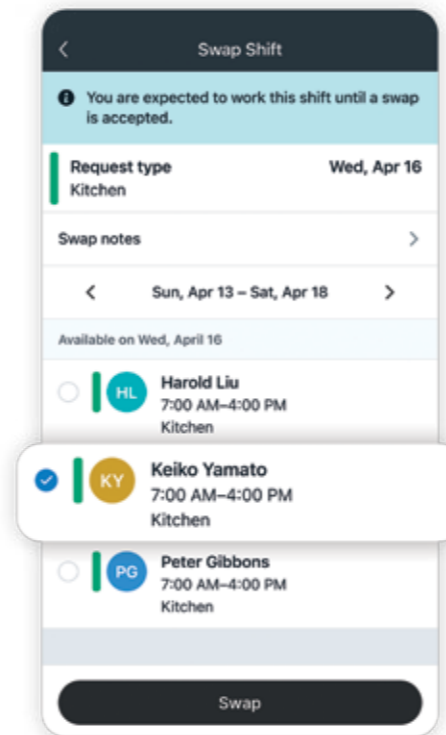 Swap Shift
You are expected to work this shift until a swap
is accepted.
Request type Wed, Apr 16
Kitchen
Swap notes
Sun, Apr 13 – Sat, Apr 18
Available on Wed, April 16
HL Harold Liu
7:00 AM–4:00 PM
Kitchen
KY Keiko Yamato
7:00 AM–4:00 PM
Kitchen
PG Peter Gibbons
7:00 AM–4:00 PM
Kitchen
Swap